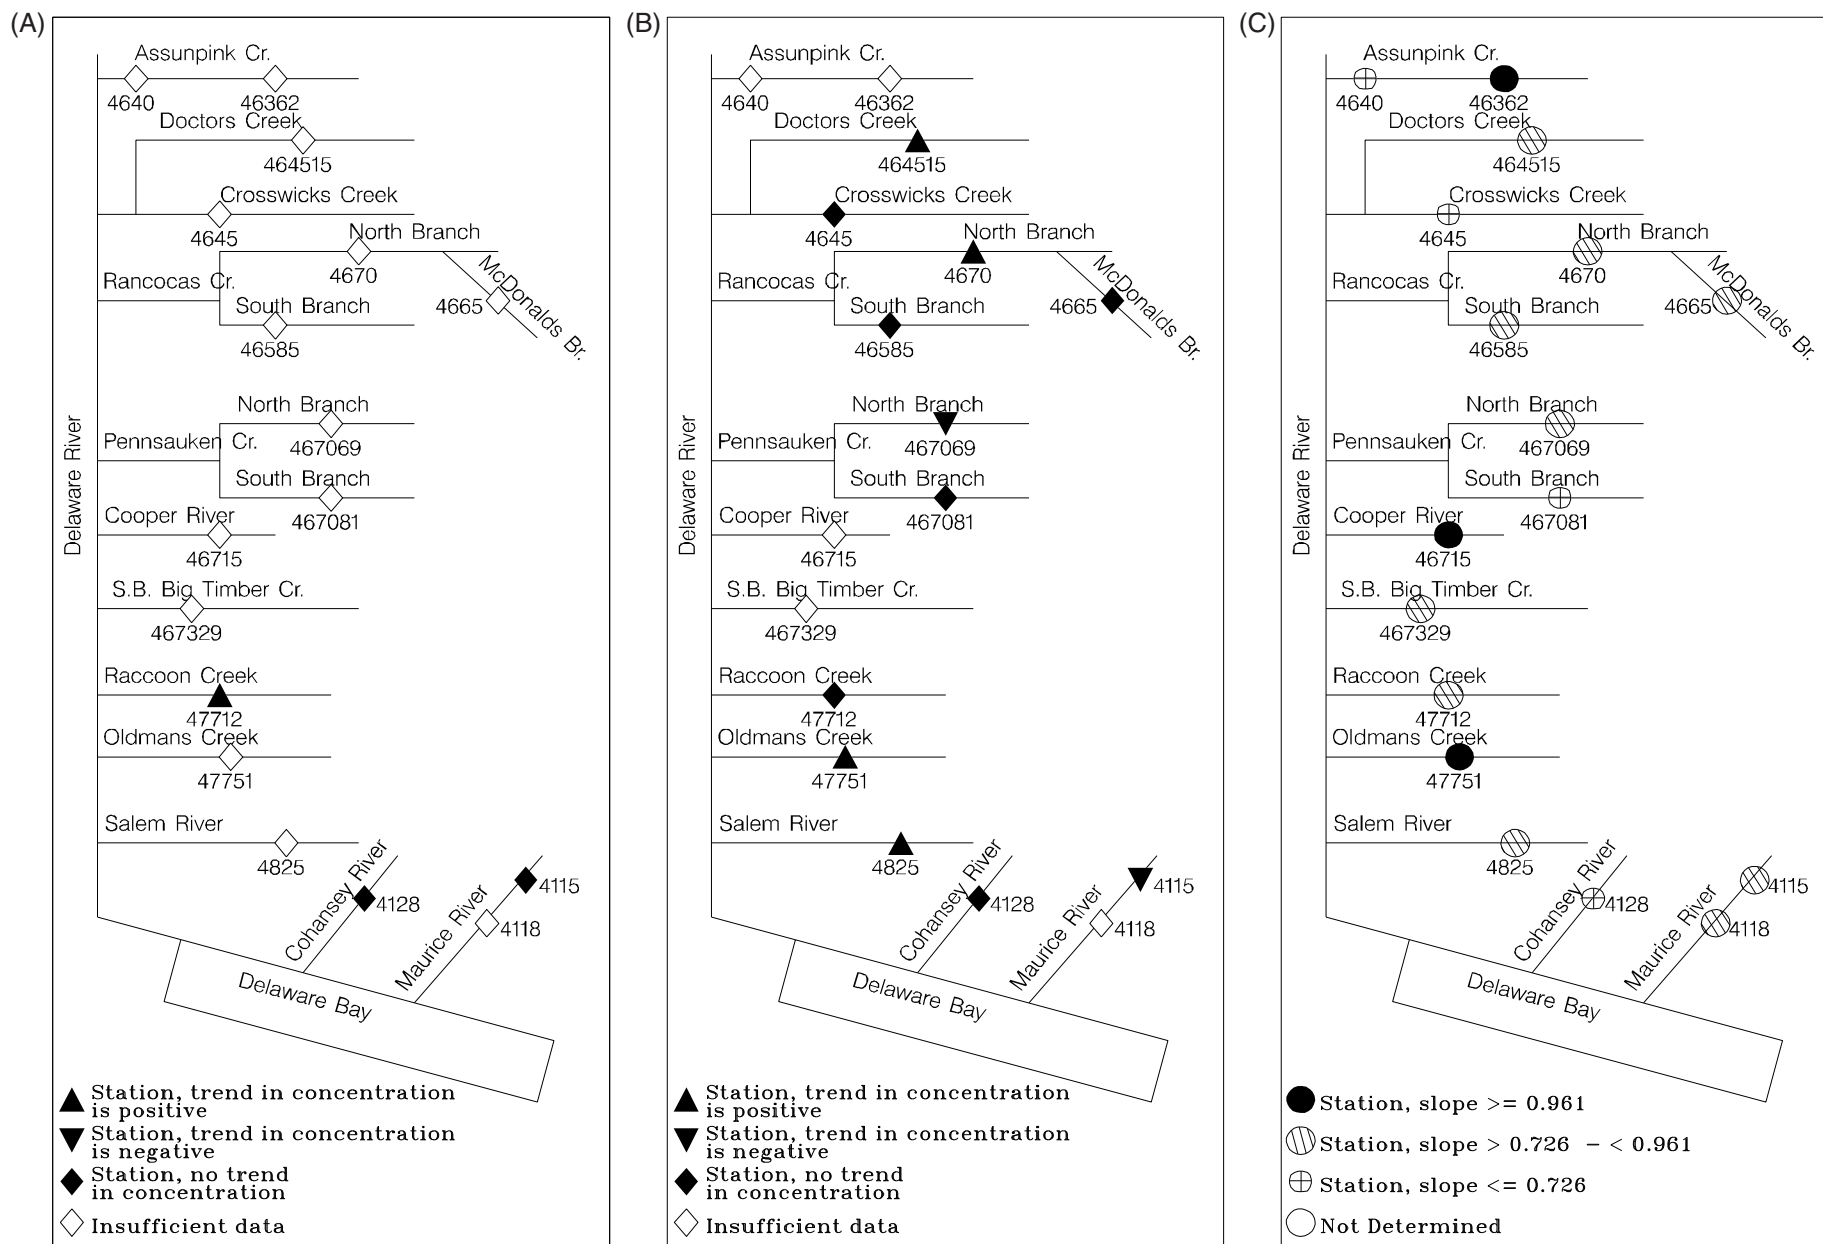 (A)
Assunpink Cr.
4640
46362
Doctors Creek
464515
Crosswicks Creek
4645
North Branch
4670
McDonalds Br.
4665
Rancocas Cr.
South Branch
46585
North Branch
467069
Pennsauken Cr.
South Branch
467081
Cooper River
46715
S.B. Big Timber Cr.
467329
Raccoon Creek
47712
Oldmans Creek
47751
Salem River
4825
Cohansey River
4128
Maurice River
4115
4118
Delaware River
Delaware Bay
Station, trend in concentration
is positive
Station, trend in concentration
is negative
Station, no trend
in concentration
Insufficient data
(B)
Assunpink Cr.
4640
46362
Doctors Creek
464515
Crosswicks Creek
4645
North Branch
4670
McDonalds Br.
4665
Rancocas Cr.
South Branch
46585
North Branch
467069
Pennsauken Cr.
South Branch
467081
Cooper River
46715
S.B. Big Timber Cr.
467329
Raccoon Creek
47712
Oldmans Creek
47751
Salem River
4825
Cohansey River
4128
Maurice River
4115
4118
Delaware River
Delaware Bay
Station, trend in concentration
is positive
Station, trend in concentration
is negative
Station, no trend
in concentration
Insufficient data
(C)
Assunpink Cr.
4640
46362
Doctors Creek
464515
Crosswicks Creek
4645
North Branch
4670
McDonalds Br.
4665
Rancocas Cr.
South Branch
46585
North Branch
467069
Pennsauken Cr.
South Branch
467081
Cooper River
46715
S.B. Big Timber Cr.
467329
Raccoon Creek
47712
Oldmans Creek
47751
Salem River
4825
Cohansey River
4128
Maurice River
4115
4118
Delaware River
Delaware Bay
Station, slope >= 0.961
Station, slope > 0.726 - < 0.961
Station, slope <= 0.726
Not Determined